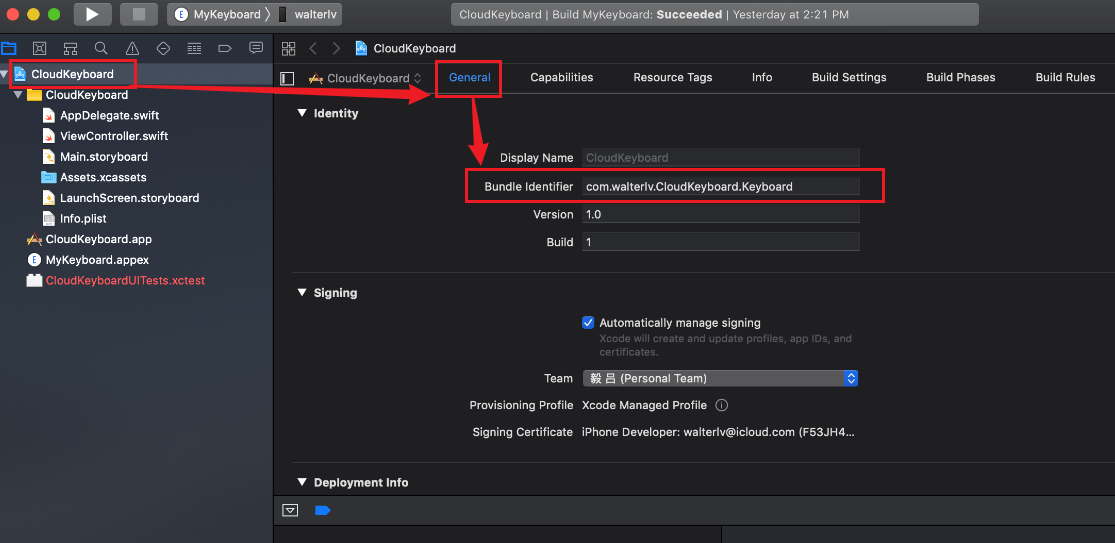 MyKeyboard 〉 walterlv
CloudKeyboard | Build MyKeyboard: Succeeded | Yesterday at 2:21 PM
CloudKeyboard
CloudKeyboard
CloudKeyboard General Capabilities Resource Tags Info Build Settings Build Phases Build Rules
CloudKeyboard
AppDelegate.swift
ViewController.swift
Main.storyboard
Assets.xcassets
LaunchScreen.storyboard
Info.plist
CloudKeyboard.app
MyKeyboard.appex
CloudKeyboardUITests.xctest
Identity
Display Name CloudKeyboard
Bundle Identifier com.walterlv.CloudKeyboard.Keyboard
Version 1.0
Build 1
Signing
Automatically manage signing
Xcode will create and update profiles, app IDs, and
certificates.
Team 毅 吕 (Personal Team)
Provisioning Profile Xcode Managed Profile
Signing Certificate iPhone Developer: walterlv@icloud.com (F53JH4...
Deployment Info